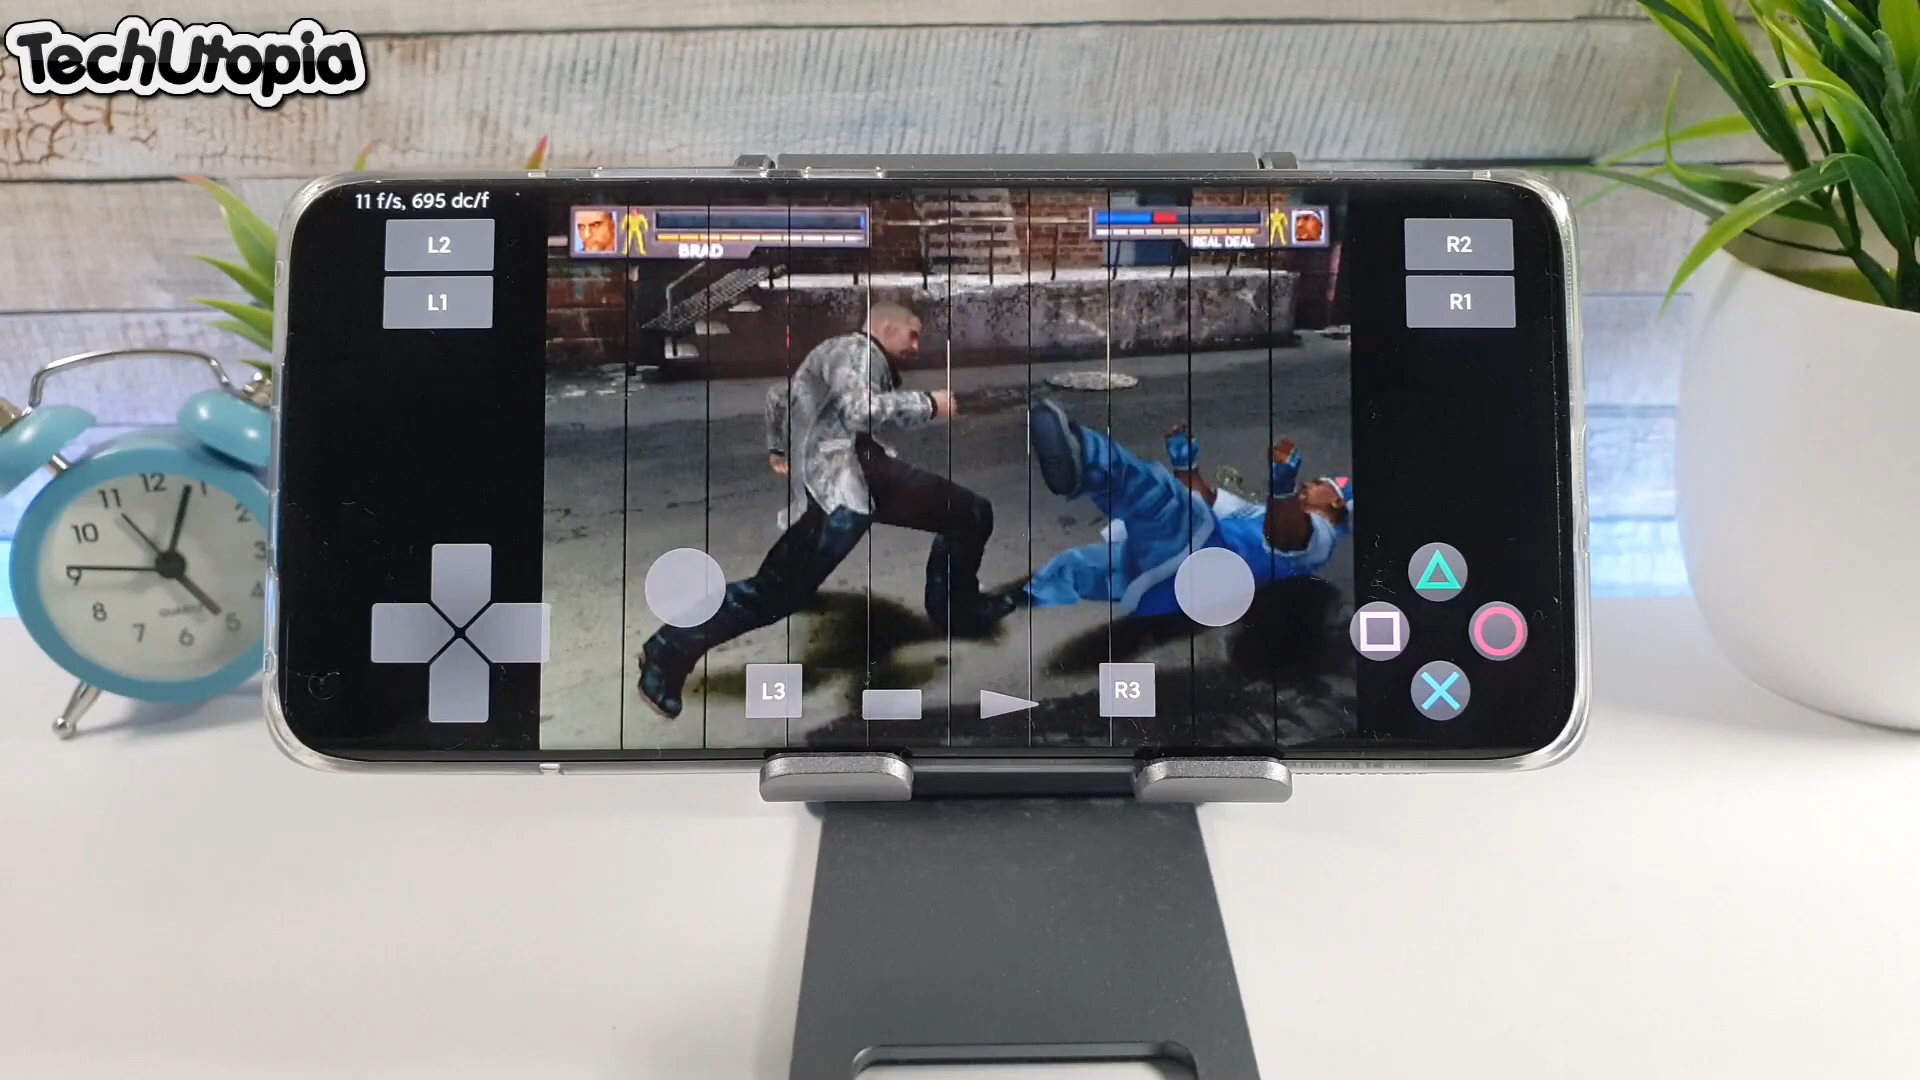 TechUtopia
11 f/s, 695 dc/f
L2
L1
BRAD
REAL DEAL
R2
R1
L3
R3
12
1
11
2
10
3
9
4
8
5
7
6
QUARTZ